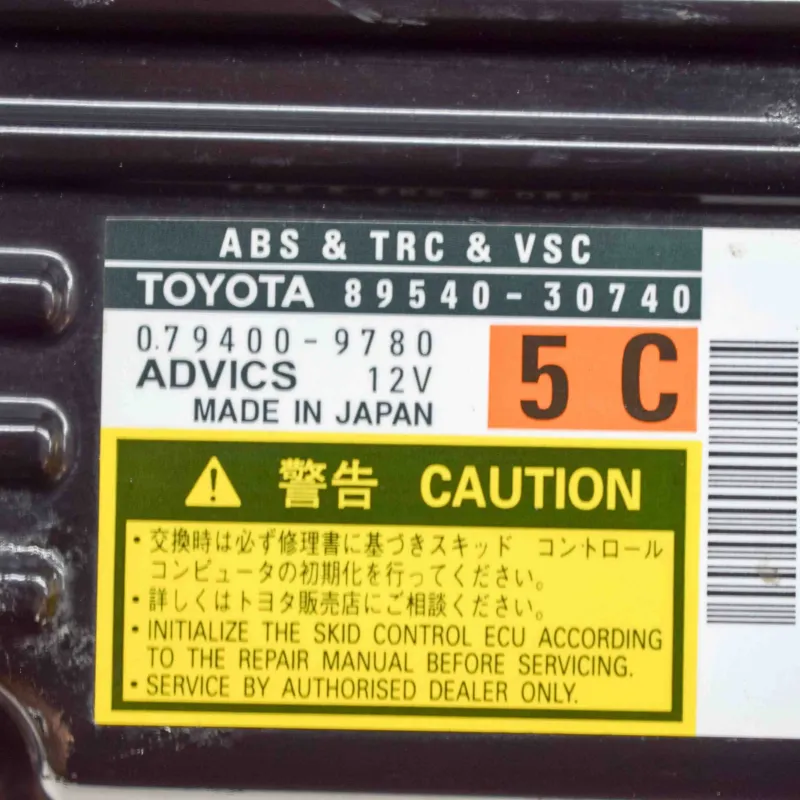 ABS & TRC & VSC
TOYOTA 89540-30740
0.79400-9780
ADVICS 12V
MADE IN JAPAN
5C
警告 CAUTION
・交換時は必ず修理書に基づきスキッド コントロール
コンピュータの初期化を行ってください。
・詳しくはトヨタ販売店にご相談ください。
・INITIALIZE THE SKID CONTROL ECU ACCORDING
TO THE REPAIR MANUAL BEFORE SERVICING.
・SERVICE BY AUTHORISED DEALER ONLY.